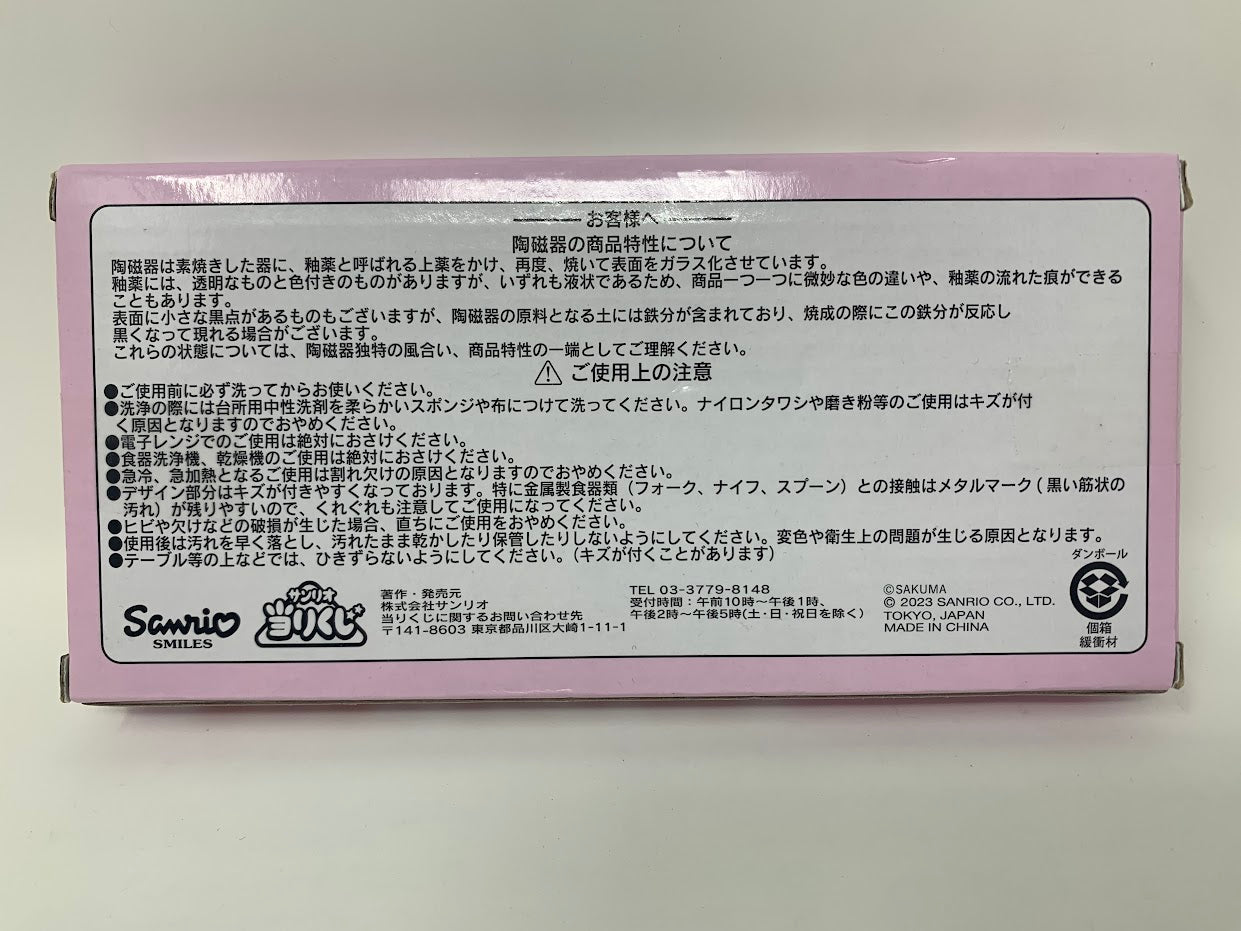 お客様へ
陶磁器の商品特性について
陶磁器は素焼きした器に、釉薬と呼ばれる上薬をかけ、再度、焼いて表面をガラス化させています。
釉薬には、透明なものと色付きのものがありますが、いずれも液状であるため、商品一つ一つに微妙な色の違いや、釉薬の流れた痕ができる
こともあります。
表面に小さな黒点があるものもございますが、陶磁器の原料となる土には鉄分が含まれており、焼成の際にこの鉄分が反応し
黒くなって現れる場合がございます。
これらの状態については、陶磁器独特の風合い、商品特性の一端としてご理解ください。
⚠ ご使用上の注意
●ご使用前に必ず洗ってからお使いください。
●洗浄の際には台所用中性洗剤を柔らかいスポンジや布につけて洗ってください。ナイロンタワシや磨き粉等のご使用はキズが付
く原因となりますのでおやめください。
●電子レンジでのご使用は絶対におさけください。
●食器洗浄機、乾燥機のご使用は絶対におさけください。
●急冷、急加熱となるご使用は割れ欠けの原因となりますのでおやめください。
●デザイン部分はキズが付きやすくなっております。特に金属製食器類（フォーク、ナイフ、スプーン）との接触はメタルマーク(黒い筋状の
汚れ）が残りやすいので、くれぐれも注意してご使用になってください。
●ヒビや欠けなどの破損が生じた場合、直ちにご使用をおやめください。
●使用後は汚れを早く落とし、汚れたまま乾かしたり保管したりしないようにしてください。変色や衛生上の問題が生じる原因となります。
●テーブル等の上などでは、ひきずらないようにしてください。（キズが付くことがあります）
Sanrio
SMILES
サンリオ
当りくじ
著作・発売元
株式会社サンリオ
当りくじに関するお問い合わせ先
〒141-8603 東京都品川区大崎1-11-1
TEL 03-3779-8148
受付時間：午前10時〜午後1時、
午後2時〜午後5時(土・日・祝日を除く)
©SAKUMA
© 2023 SANRIO CO., LTD.
TOKYO, JAPAN
MADE IN CHINA
ダンボール
個箱
緩衝材